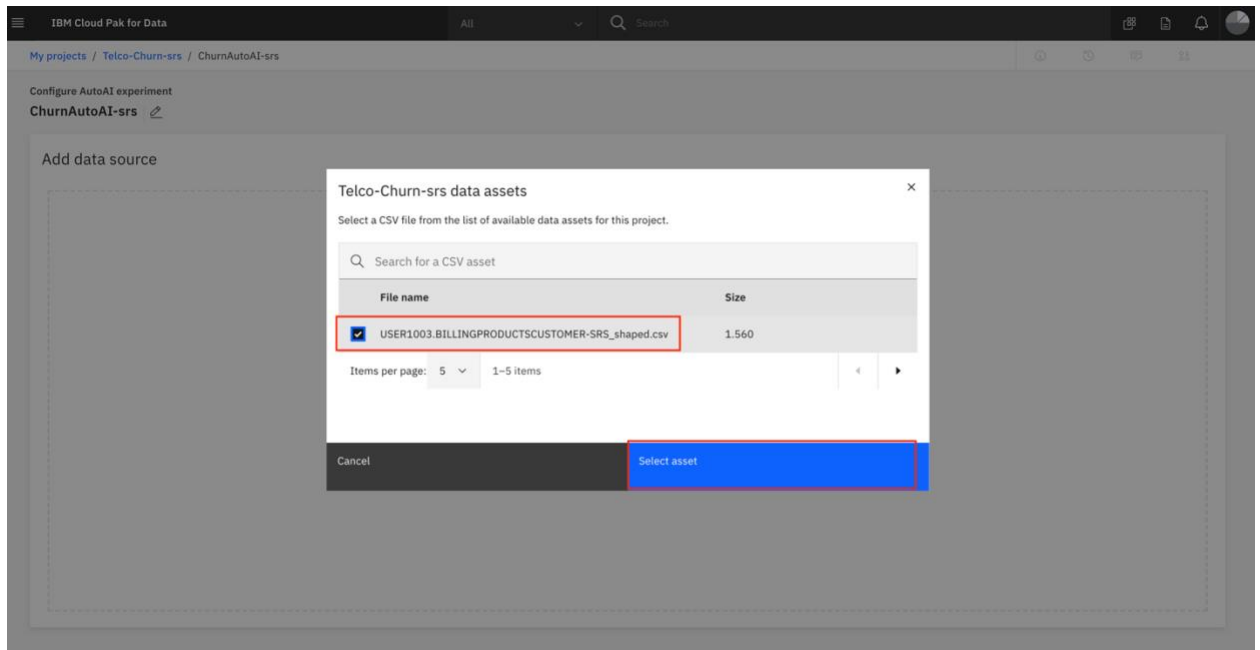 IBM Cloud Pak for Data
All
Search
My projects / Telco-Churn-srs / ChurnAutoAI-srs
Configure AutoAI experiment
ChurnAutoAI-srs
Add data source
Telco-Churn-srs data assets
Select a CSV file from the list of available data assets for this project.
Search for a CSV asset
File name Size
USER1003.BILLINGPRODUCTSCUSTOMER-SRS_shaped.csv 1.560
Items per page: 5 1–5 items
Cancel Select asset